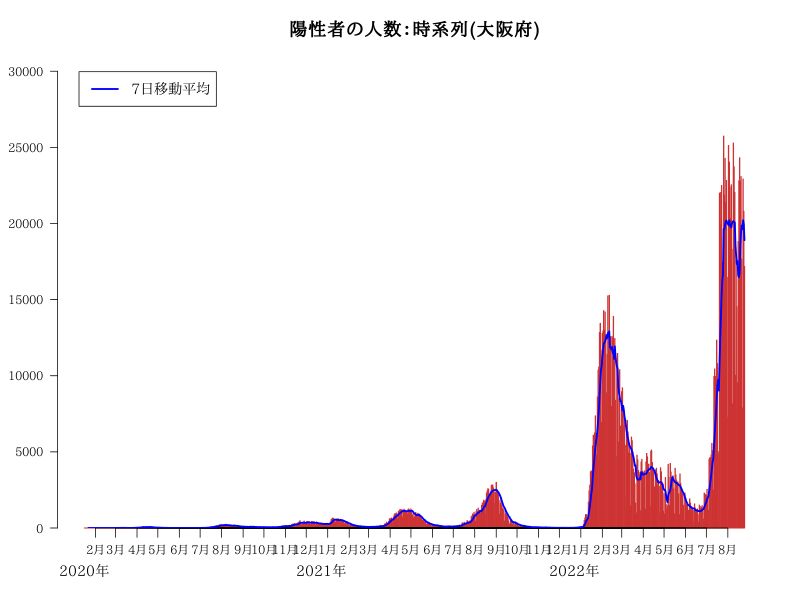 陽性者の人数:時系列(大阪府)
7日移動平均
30000
25000
20000
15000
10000
5000
0
2月 3月 4月 5月 6月 7月 8月 9月 10月 11月 12月 1月 2月 3月 4月 5月 6月 7月 8月 9月 10月 11月 12月 1月 2月 3月 4月 5月 6月 7月 8月
2020年 2021年 2022年